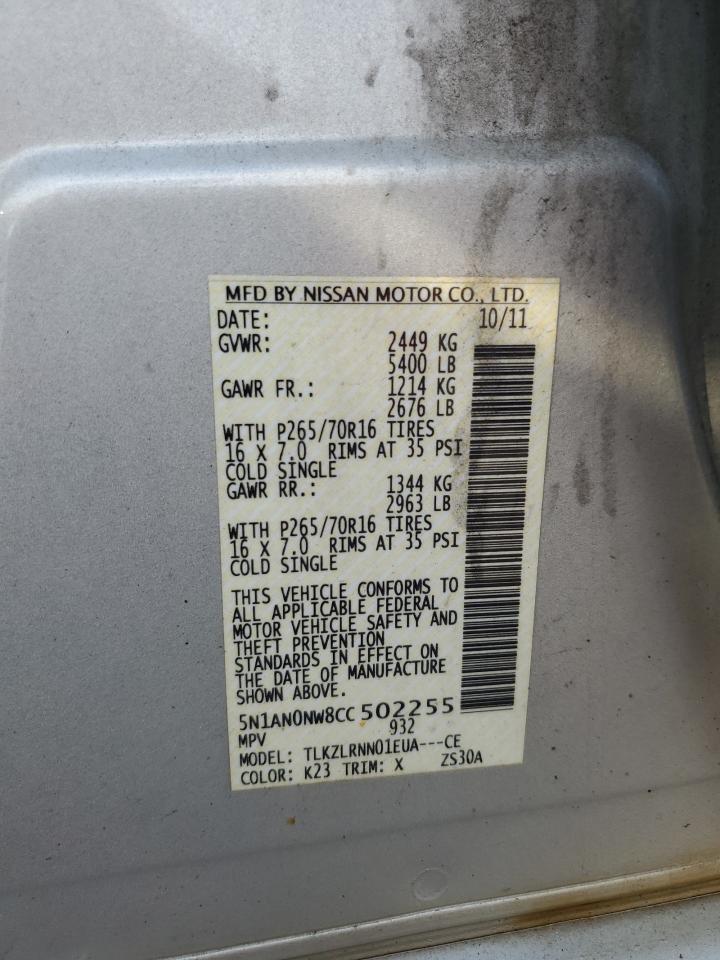 MFD BY NISSAN MOTOR CO., LTD.
DATE: 10/11
GVWR: 2449 KG
5400 LB
GAWR FR.: 1214 KG
2676 LB
WITH P265/70R16 TIRES
16 X 7.0 RIMS AT 35 PSI
COLD SINGLE
GAWR RR.: 1344 KG
2963 LB
WITH P265/70R16 TIRES
16 X 7.0 RIMS AT 35 PSI
COLD SINGLE
THIS VEHICLE CONFORMS TO
ALL APPLICABLE FEDERAL
MOTOR VEHICLE SAFETY AND
THEFT PREVENTION
STANDARDS IN EFFECT ON
THE DATE OF MANUFACTURE
SHOWN ABOVE.
5N1AN0NW8CC502255
MPV 932
MODEL: TLKZLRNN01EUA---CE
COLOR: K23 TRIM: X ZS30A